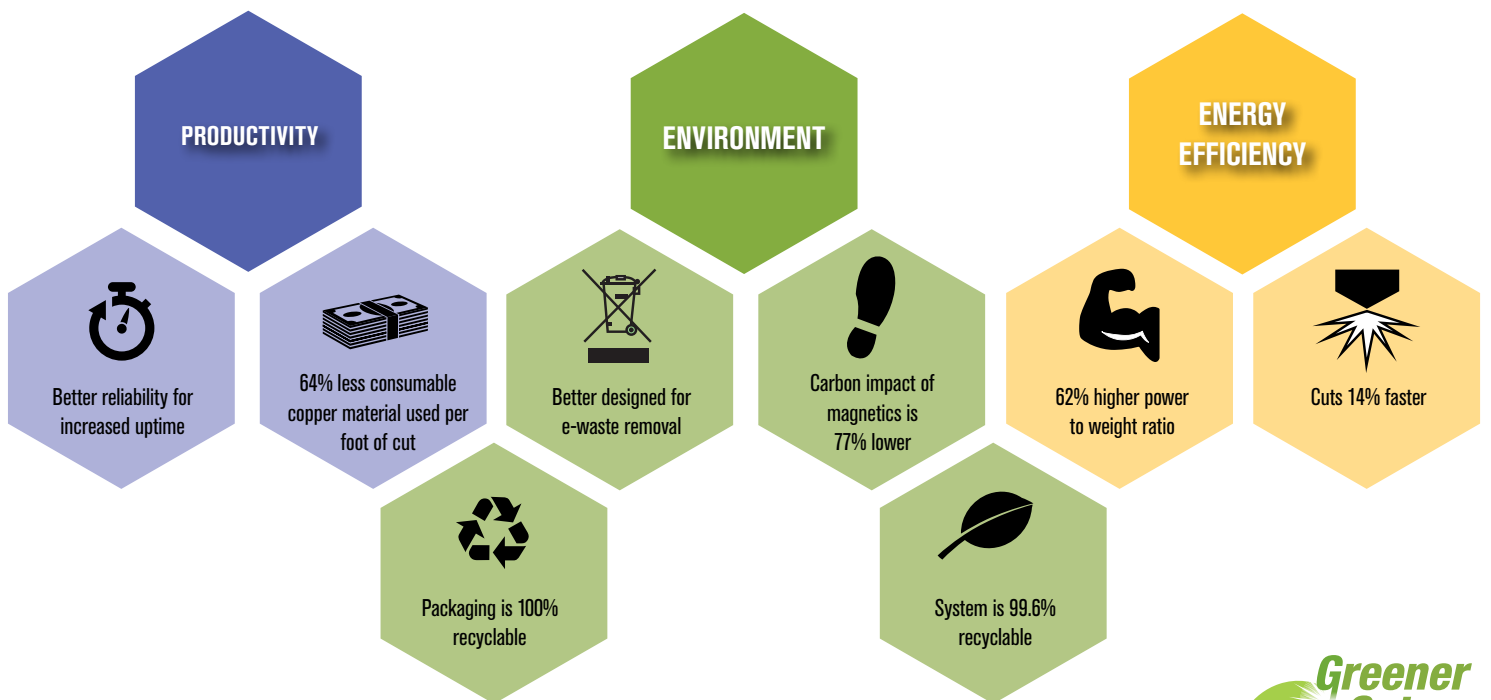 PRODUCTIVITY
ENVIRONMENT
ENERGY
EFFICIENCY
Better reliability for
increased uptime
64% less consumable
copper material used per
foot of cut
Better designed for
e-waste removal
Carbon impact of
magnetics is
77% lower
62% higher power
to weight ratio
Cuts 14% faster
Packaging is 100%
recyclable
System is 99.6%
recyclable
Greener